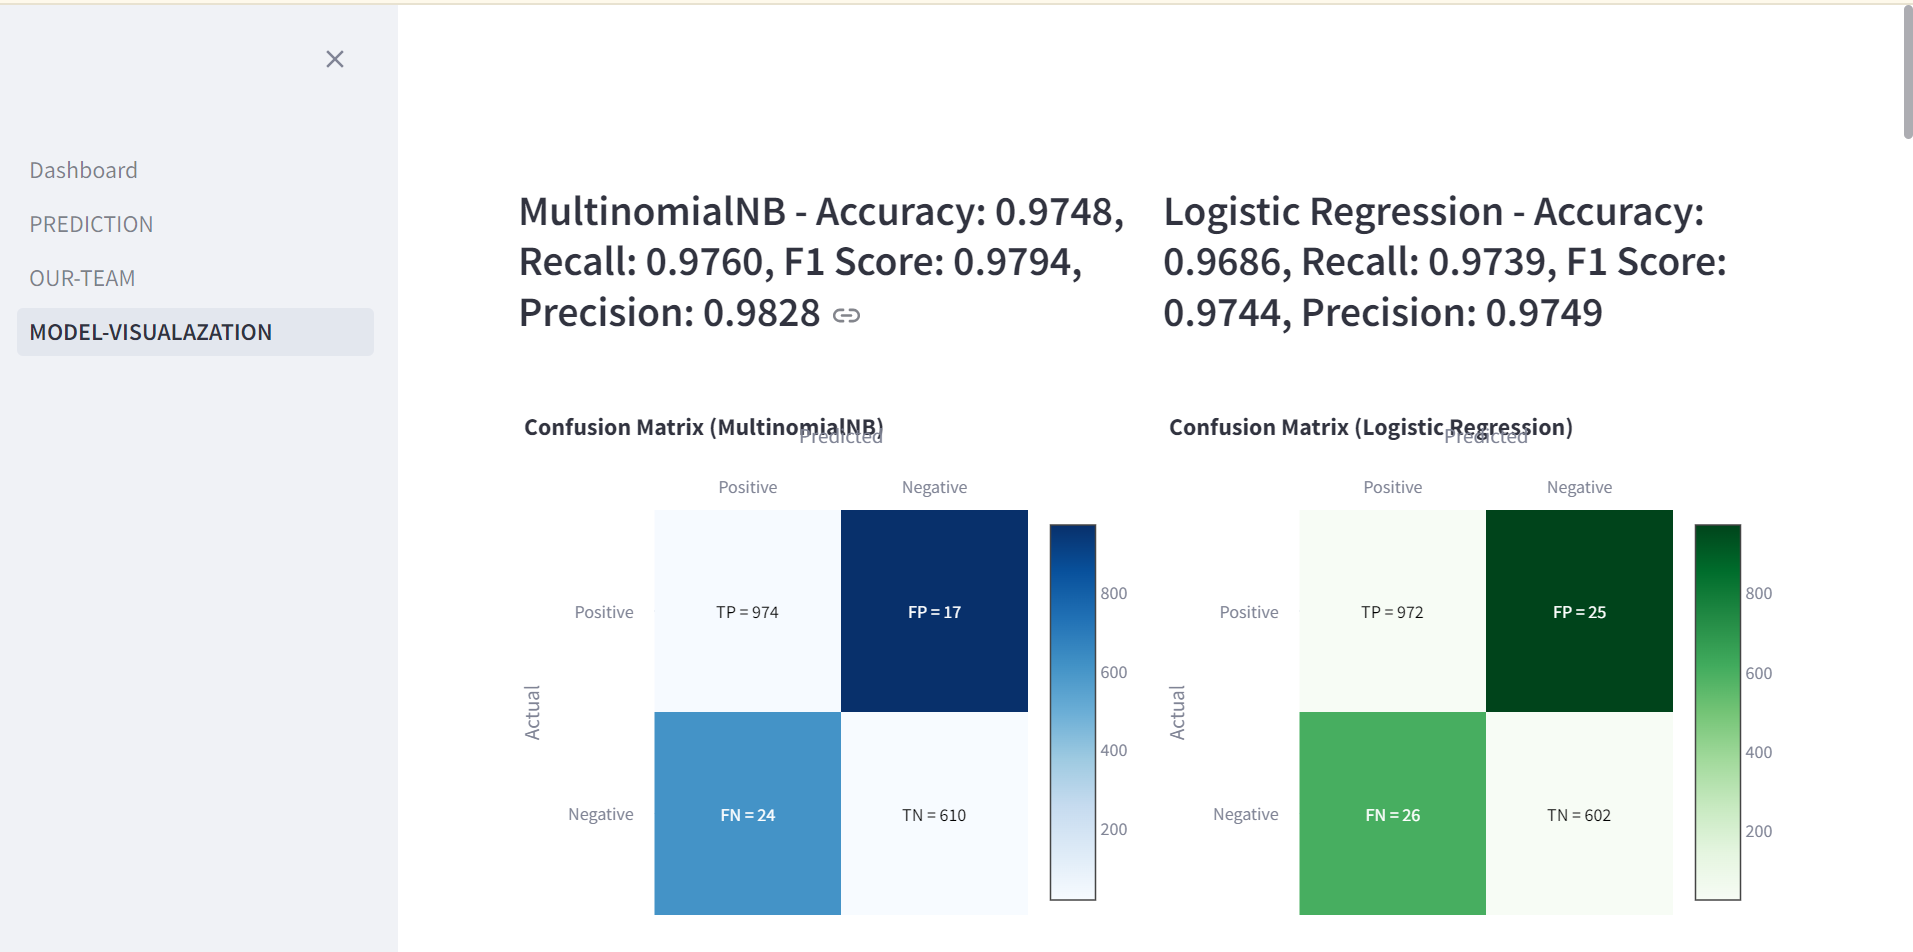 Dashboard
PREDICTION
OUR-TEAM
MODEL-VISUALAZATION
MultinomialNB - Accuracy: 0.9748,
Recall: 0.9760, F1 Score: 0.9794,
Precision: 0.9828
Confusion Matrix (MultinomialNB)
Predicted
Positive Negative
Positive TP = 974 FP = 17
Actual
Negative FN = 24 TN = 610
800
600
400
200
Logistic Regression - Accuracy:
0.9686, Recall: 0.9739, F1 Score:
0.9744, Precision: 0.9749
Confusion Matrix (Logistic Regression)
Predicted
Positive Negative
Positive TP = 972 FP = 25
Actual
Negative FN = 26 TN = 602
800
600
400
200